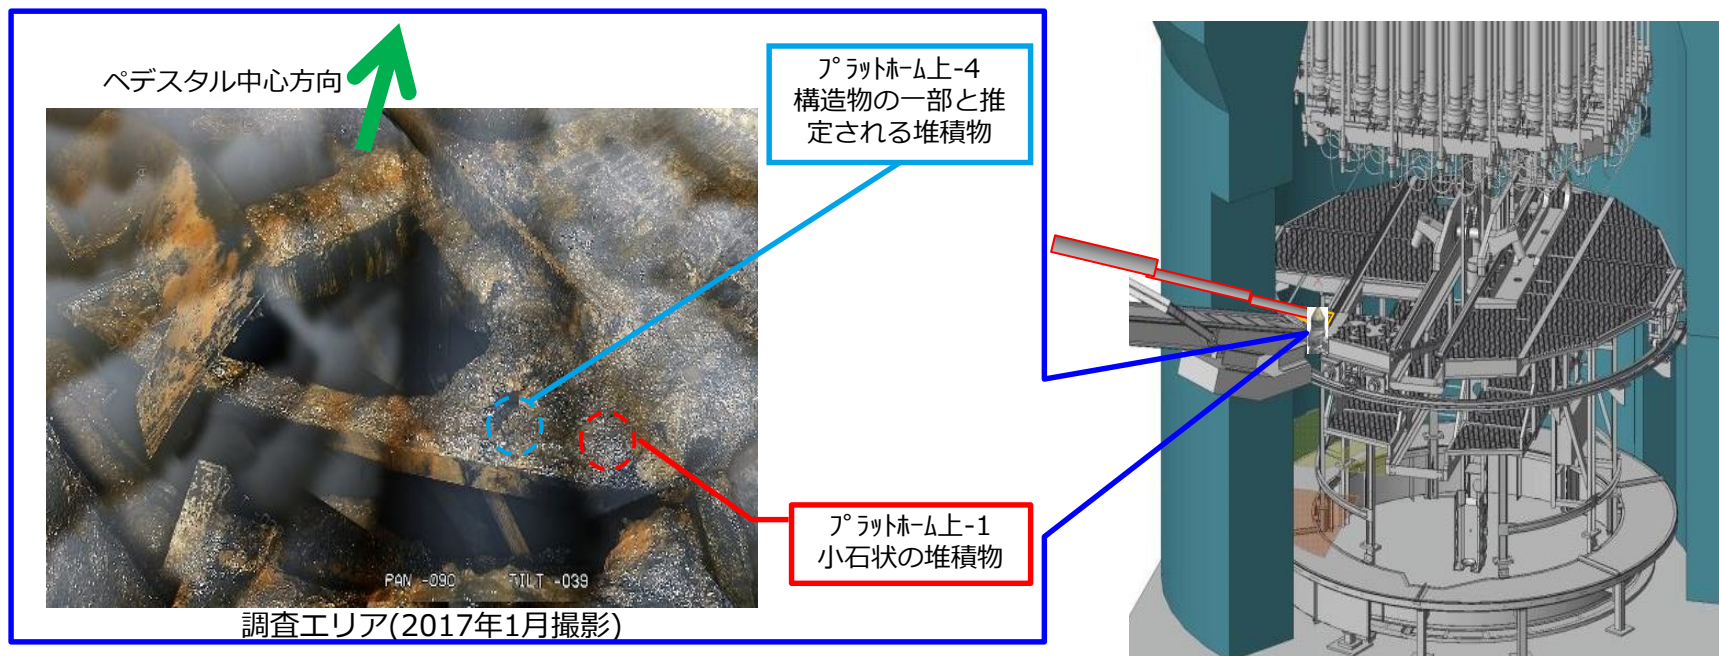 ペデスタル中心方向
ﾌﾟﾗｯﾄﾎｰﾑ上-4
構造物の一部と推
定される堆積物
ﾌﾟﾗｯﾄﾎｰﾑ上-1
小石状の堆積物
PAN -090 TILT -039
調査エリア(2017年1月撮影)